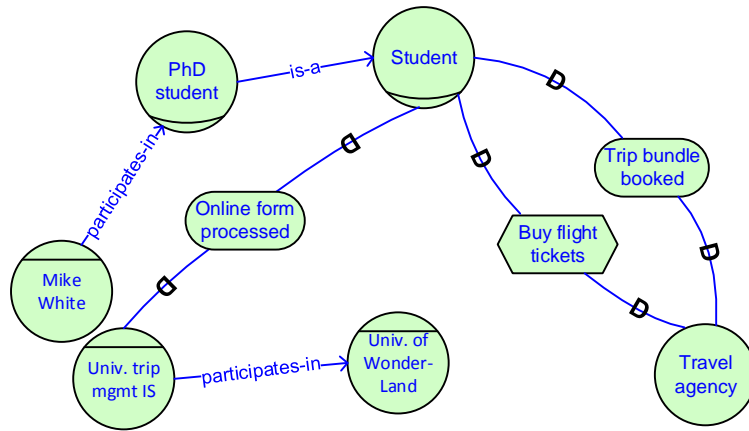 PhD
student
is-a
Student
D
D
D
Trip bundle
booked
participates-in
Online form
processed
Buy flight
tickets
D
D
D
Mike
White
Univ. trip
mgmt IS
participates-in
Univ. of
Wonder-
Land
Travel
agency